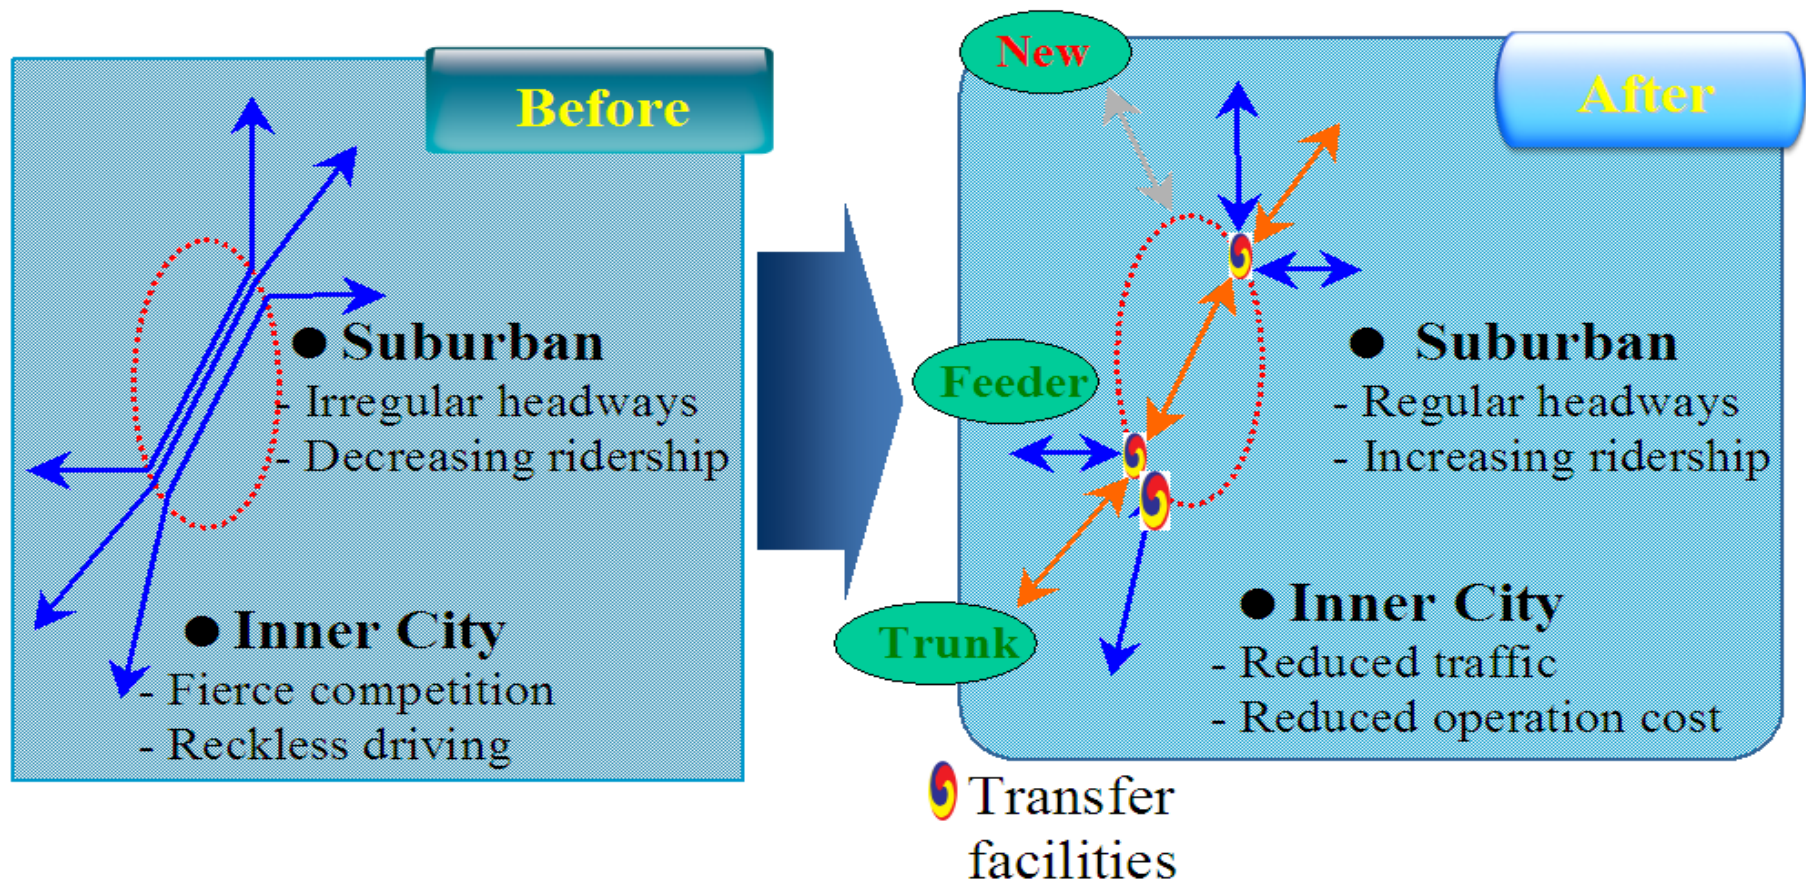 Before
● Suburban
- Irregular headways
- Decreasing ridership
● Inner City
- Fierce competition
- Reckless driving
New
After
Feeder
Trunk
● Suburban
- Regular headways
- Increasing ridership
● Inner City
- Reduced traffic
- Reduced operation cost
Transfer
facilities